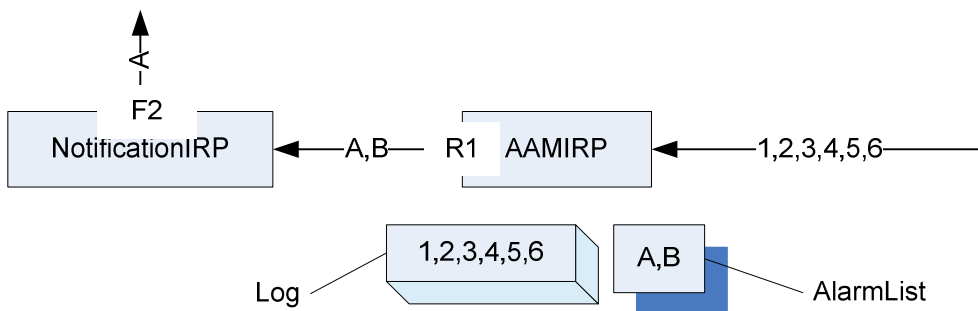 A
F2
NotificationIRP
A,B
R1
AAMIRP
1,2,3,4,5,6
1,2,3,4,5,6
A,B
Log
AlarmList